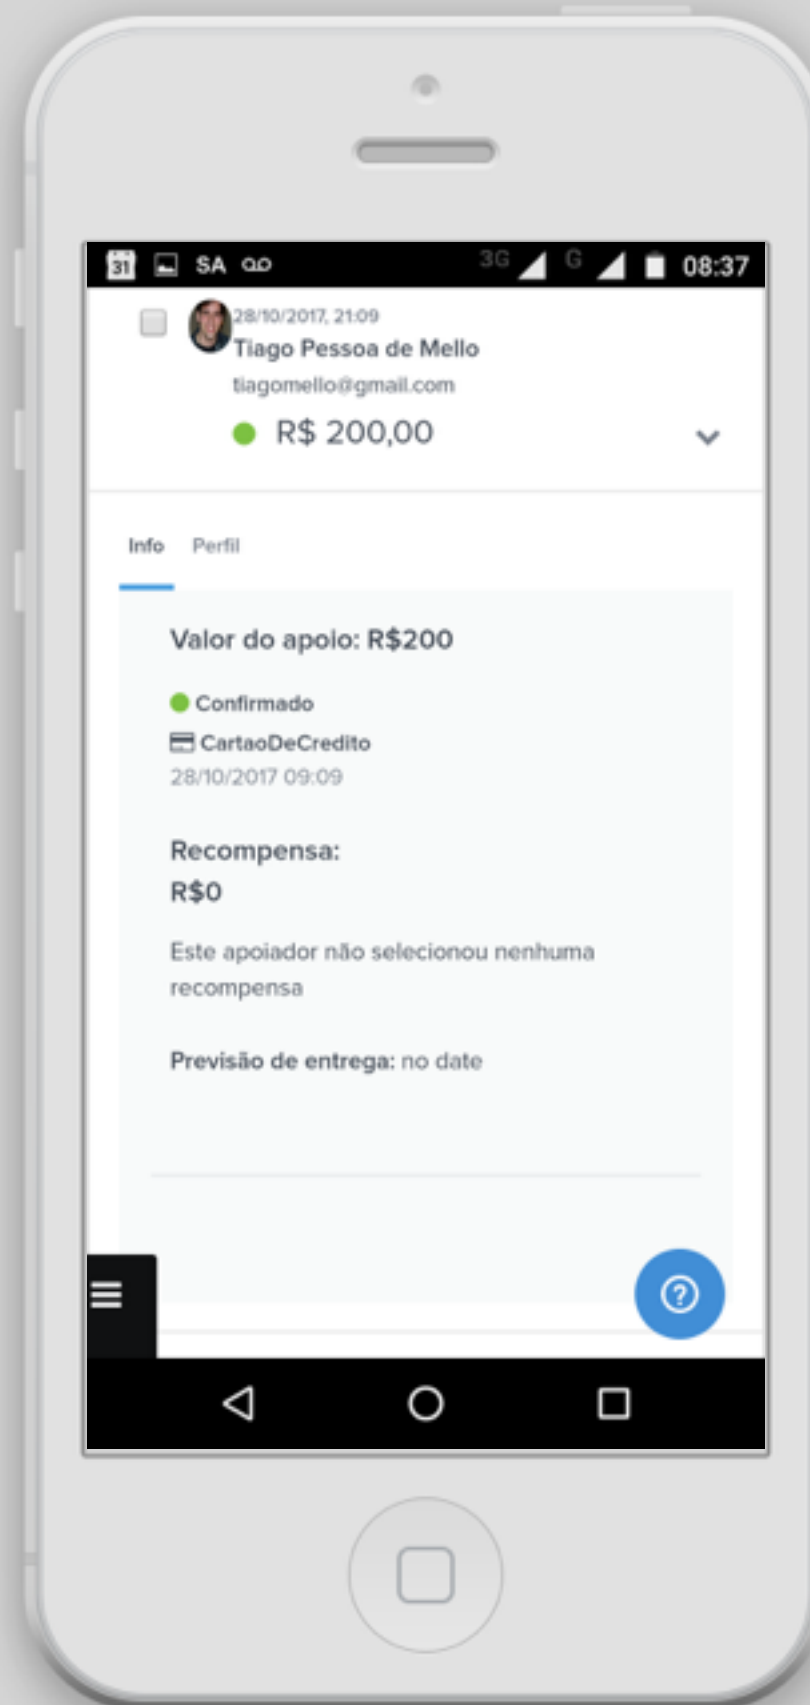 31 SA 3G G 08:37
28/10/2017, 21:09
Tiago Pessoa de Mello
tiagomello@gmail.com
R$ 200,00
Info Perfil
Valor do apoio: R$200
Confirmado
CartaoDeCredito
28/10/2017 09:09
Recompensa:
R$0
Este apoiador não selecionou nenhuma
recompensa
Previsão de entrega: no date
?